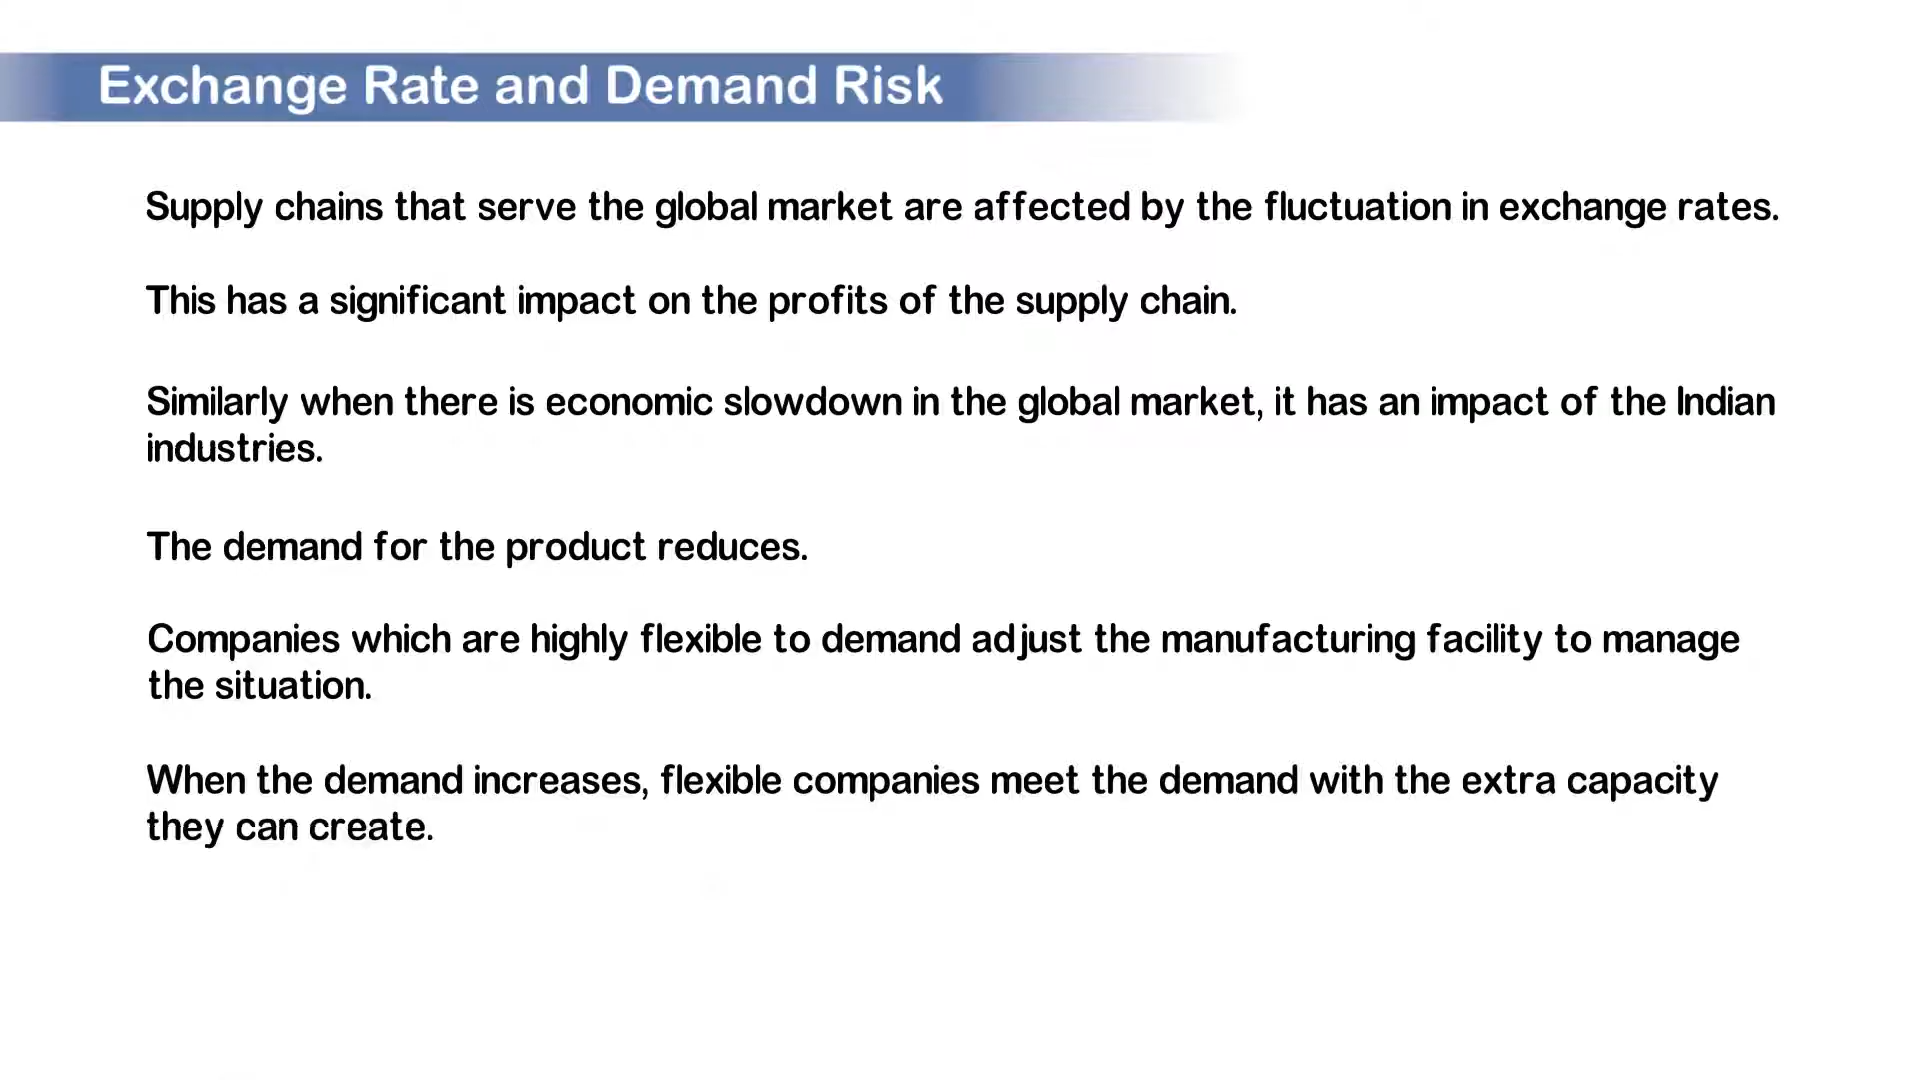 Exchange Rate and Demand Risk
Supply chains that serve the global market are affected by the fluctuation in exchange rates.
This has a significant impact on the profits of the supply chain.
Similarly when there is economic slowdown in the global market, it has an impact of the Indian
industries.
The demand for the product reduces.
Companies which are highly flexible to demand adjust the manufacturing facility to manage
the situation.
When the demand increases, flexible companies meet the demand with the extra capacity
they can create.